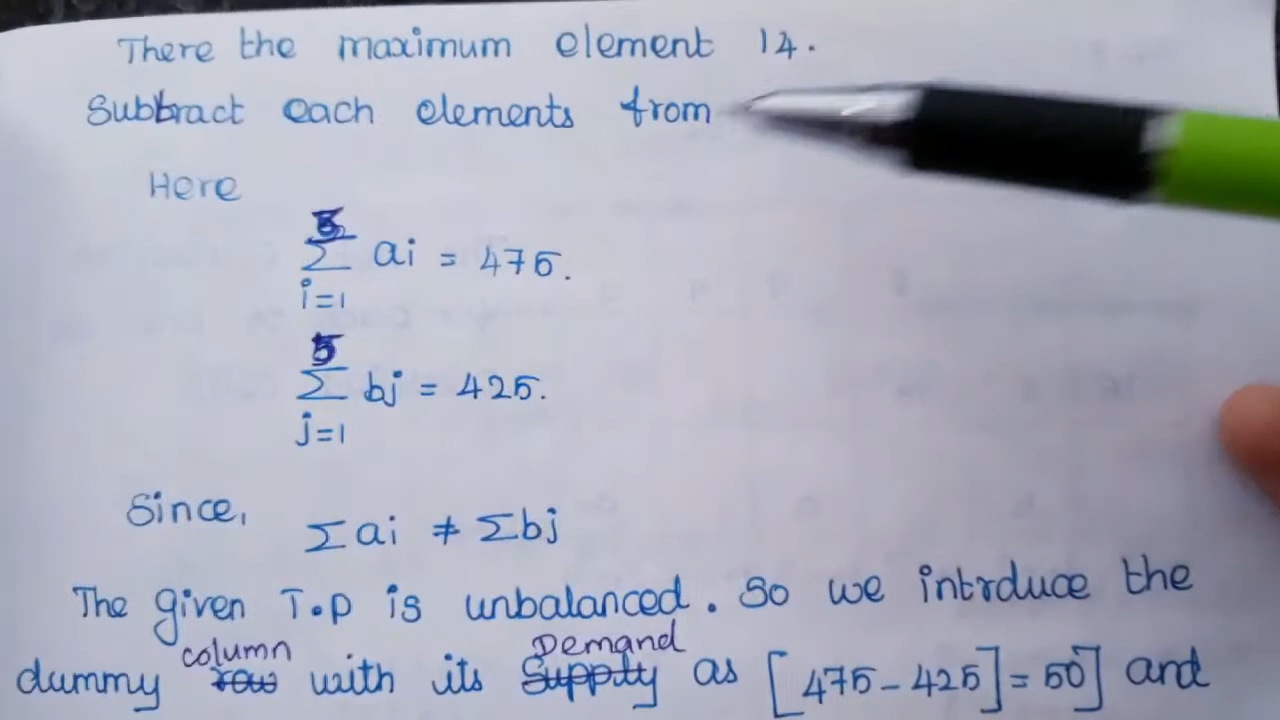 There the maximum element 14.
Subtract each elements from
Here
5
Σ ai = 475.
i=1
5
Σ bj = 425.
j=1
Since,
Σai ≠ Σbj
The given T.p is unbalanced. So we intrduce the
column Demand
dummy row with its Supply as [475-425]=50] and